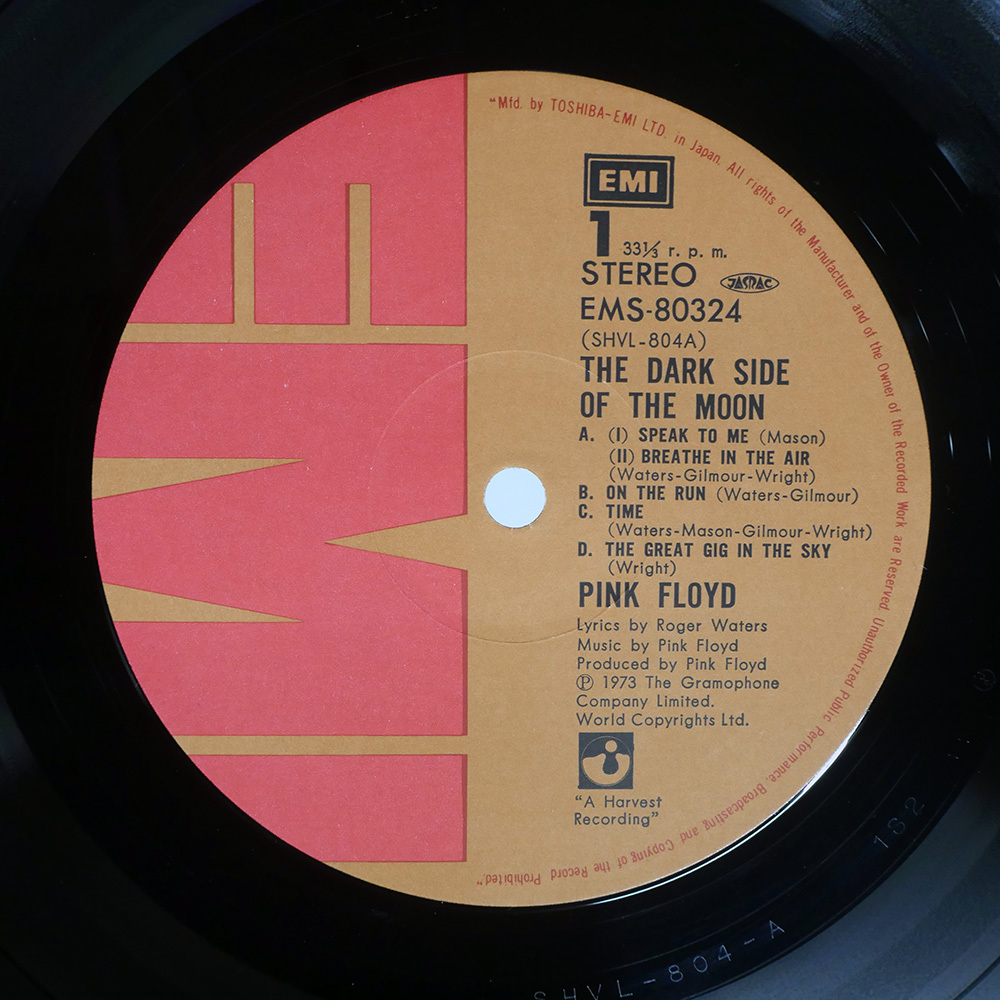 "Mfd. by TOSHIBA-EMI LTD. in Japan. All rights of the Manufacturer and of the Owner of the Recorded Work are Reserved. Unauthorized Public Performance, Broadcasting and Copying of the Record Prohibited."
EMI
EMI
1 33⅓ r. p. m.
STEREO JASRAC
EMS-80324
(SHVL-804A)
THE DARK SIDE
OF THE MOON
A. (I) SPEAK TO ME (Mason)
(II) BREATHE IN THE AIR
(Waters-Gilmour-Wright)
B. ON THE RUN (Waters-Gilmour)
C. TIME
(Waters-Mason-Gilmour-Wright)
D. THE GREAT GIG IN THE SKY
(Wright)
PINK FLOYD
Lyrics by Roger Waters
Music by Pink Floyd
Produced by Pink Floyd
℗ 1973 The Gramophone
Company Limited.
World Copyrights Ltd.
"A Harvest
Recording"
SHVL-804-A